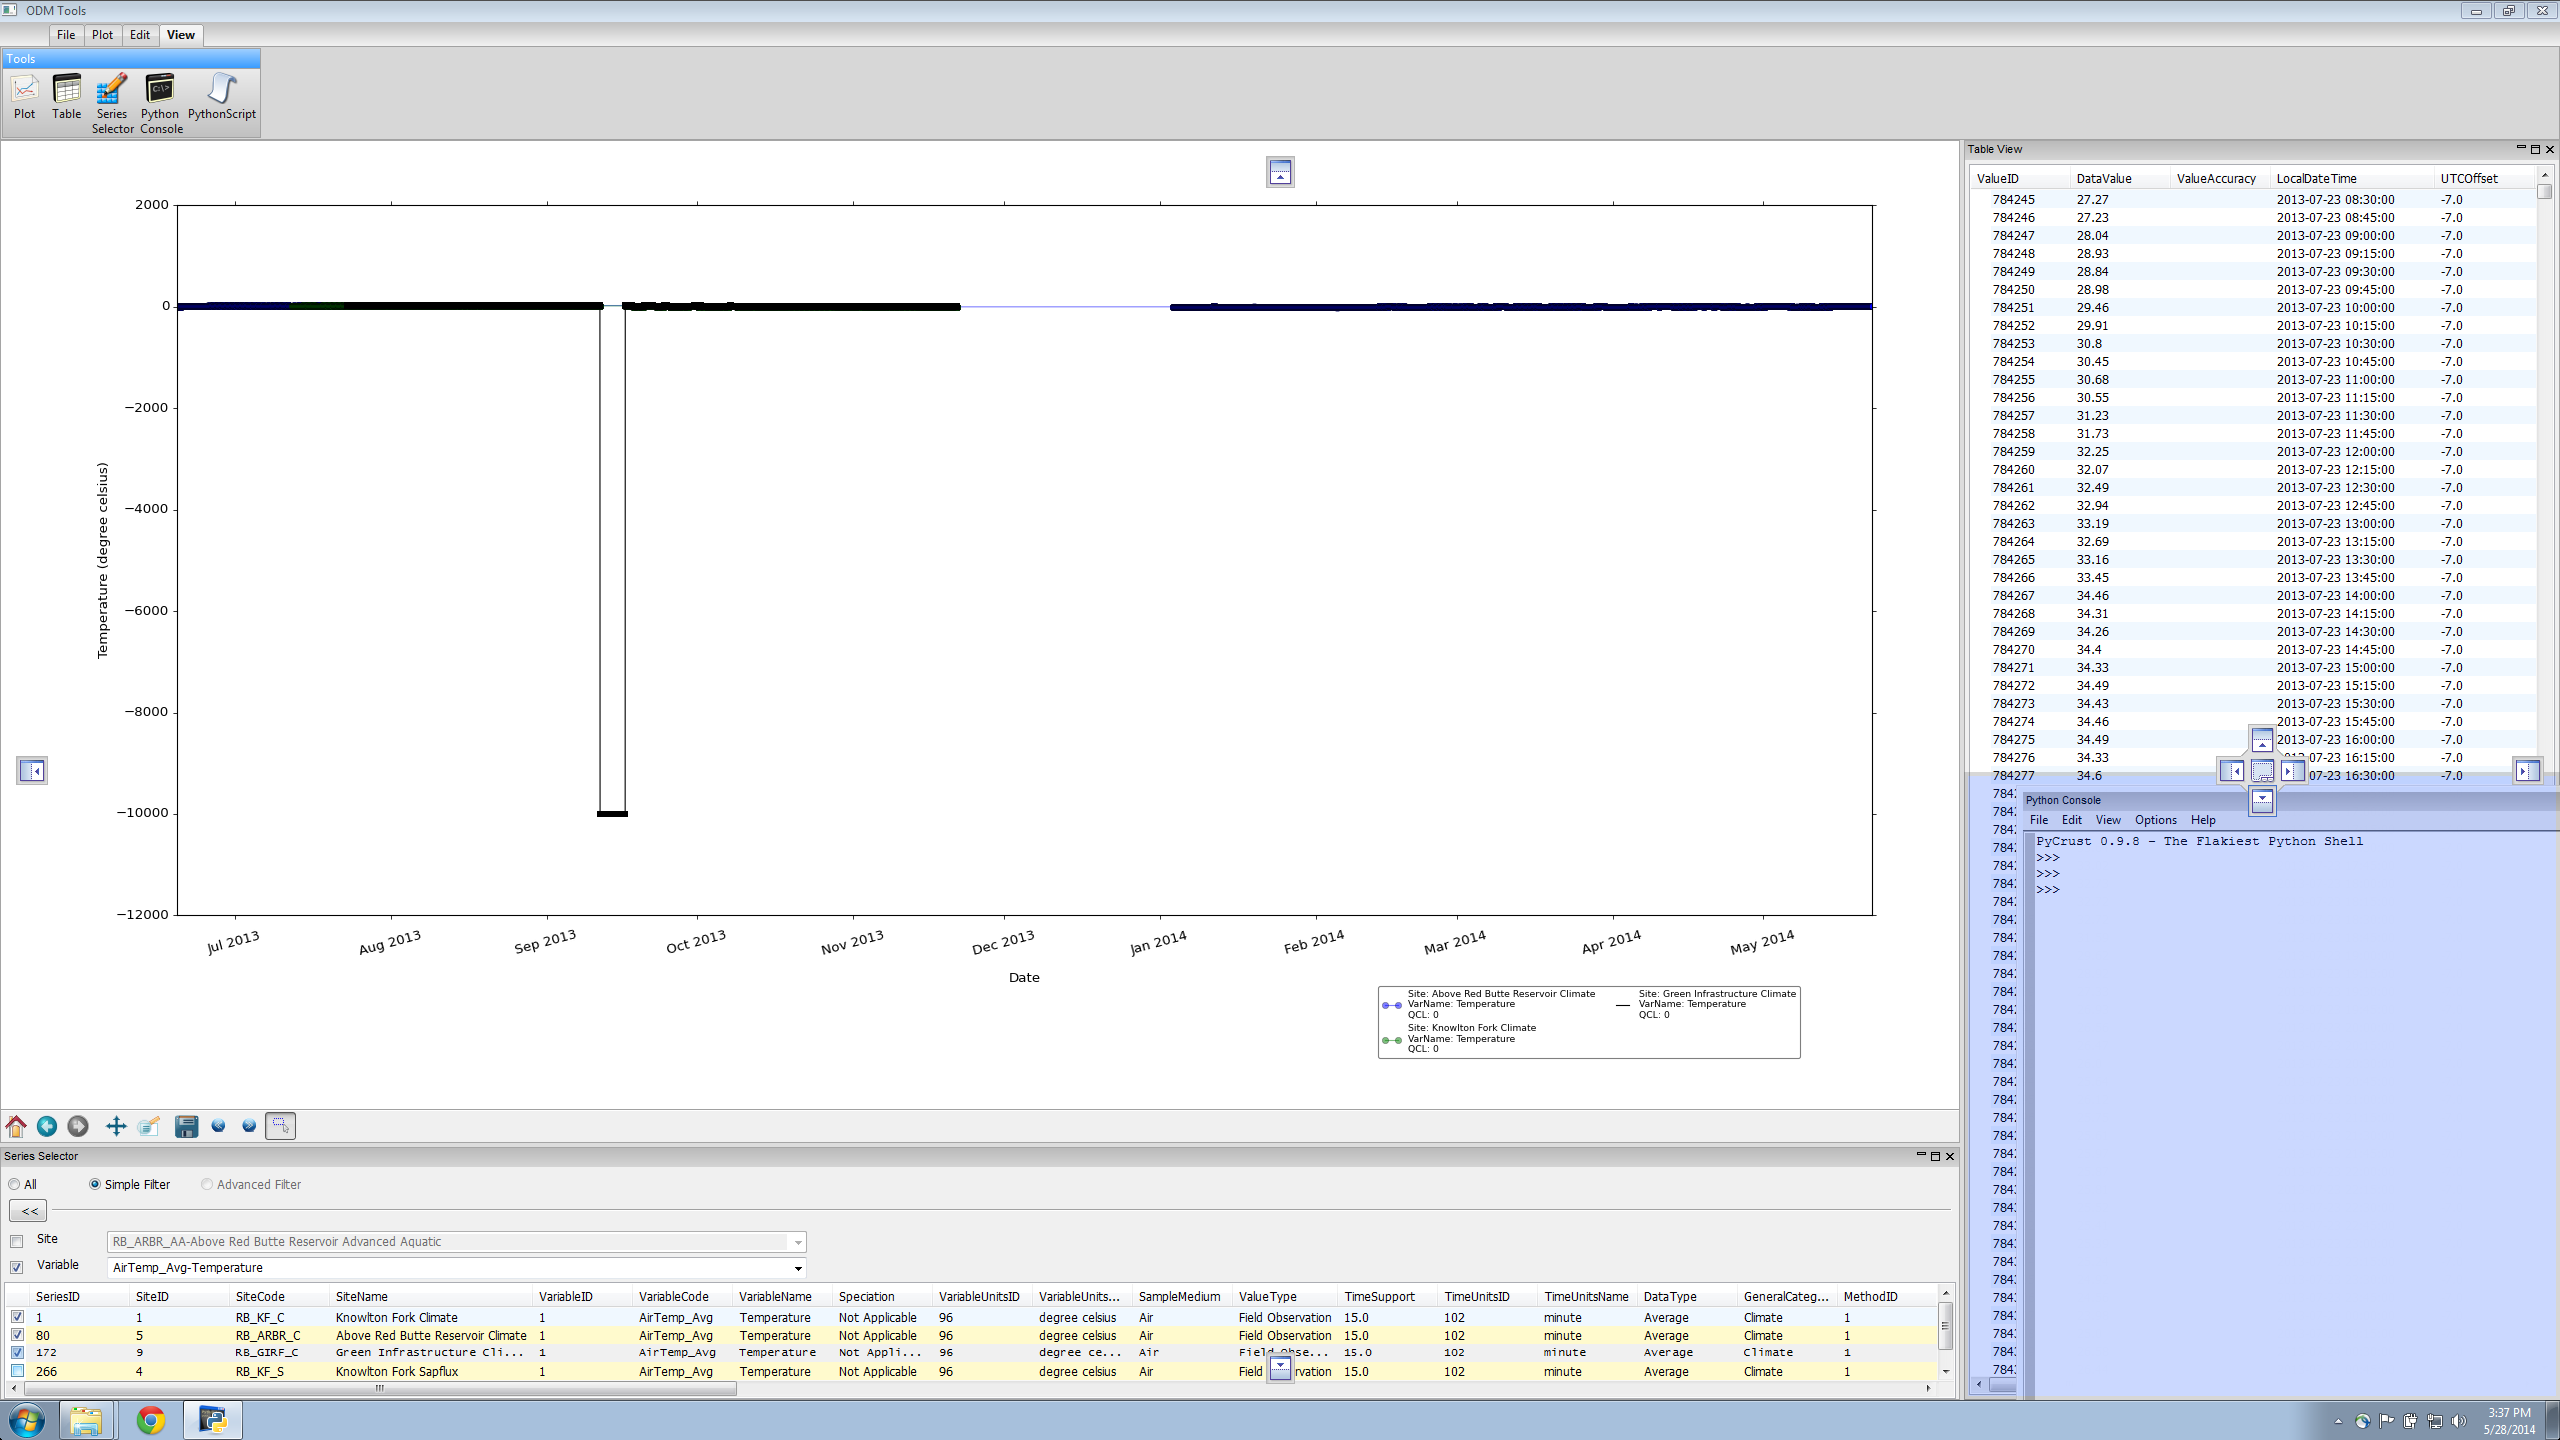 ODM Tools
File Plot Edit View
Tools
Plot Table Series Selector Python Console PythonScript
2000
0
−2000
−4000
−6000
−8000
−10000
−12000
Temperature (degree celsius)
Jul 2013 Aug 2013 Sep 2013 Oct 2013 Nov 2013 Dec 2013 Jan 2014 Feb 2014 Mar 2014 Apr 2014 May 2014
Date
Site: Above Red Butte Reservoir Climate
VarName: Temperature
QCL: 0
Site: Knowlton Fork Climate
VarName: Temperature
QCL: 0
Site: Green Infrastructure Climate
VarName: Temperature
QCL: 0
Table View
ValueID DataValue ValueAccuracy LocalDateTime UTCOffset
784245 27.27 2013-07-23 08:30:00 -7.0
784246 27.23 2013-07-23 08:45:00 -7.0
784247 28.04 2013-07-23 09:00:00 -7.0
784248 28.93 2013-07-23 09:15:00 -7.0
784249 28.84 2013-07-23 09:30:00 -7.0
784250 28.98 2013-07-23 09:45:00 -7.0
784251 29.46 2013-07-23 10:00:00 -7.0
784252 29.91 2013-07-23 10:15:00 -7.0
784253 30.8 2013-07-23 10:30:00 -7.0
784254 30.45 2013-07-23 10:45:00 -7.0
784255 30.68 2013-07-23 11:00:00 -7.0
784256 30.55 2013-07-23 11:15:00 -7.0
784257 31.23 2013-07-23 11:30:00 -7.0
784258 31.73 2013-07-23 11:45:00 -7.0
784259 32.25 2013-07-23 12:00:00 -7.0
784260 32.07 2013-07-23 12:15:00 -7.0
784261 32.49 2013-07-23 12:30:00 -7.0
784262 32.94 2013-07-23 12:45:00 -7.0
784263 33.19 2013-07-23 13:00:00 -7.0
784264 32.69 2013-07-23 13:15:00 -7.0
784265 33.16 2013-07-23 13:30:00 -7.0
784266 33.45 2013-07-23 13:45:00 -7.0
784267 34.46 2013-07-23 14:00:00 -7.0
784268 34.31 2013-07-23 14:15:00 -7.0
784269 34.26 2013-07-23 14:30:00 -7.0
784270 34.4 2013-07-23 14:45:00 -7.0
784271 34.33 2013-07-23 15:00:00 -7.0
784272 34.49 2013-07-23 15:15:00 -7.0
784273 34.43 2013-07-23 15:30:00 -7.0
784274 34.46 2013-07-23 15:45:00 -7.0
784275 34.49 2013-07-23 16:00:00 -7.0
784276 34.33 16:15:00 -7.0
784277 34.6 16:30:00 -7.0
Python Console
File Edit View Options Help
PyCrust 0.9.8 - The Flakiest Python Shell
>>>
>>>
>>>
Series Selector
All Simple Filter Advanced Filter
<<
Site RB_ARBR_AA-Above Red Butte Reservoir Advanced Aquatic
Variable AirTemp_Avg-Temperature
SeriesID SiteID SiteCode SiteName VariableID VariableCode VariableName Speciation VariableUnitsID VariableUnits... SampleMedium ValueType TimeSupport TimeUnitsID TimeUnitsName DataType GeneralCateg... MethodID
1 1 RB_KF_C Knowlton Fork Climate 1 AirTemp_Avg Temperature Not Applicable 96 degree celsius Air Field Observation 15.0 102 minute Average Climate 1
80 5 RB_ARBR_C Above Red Butte Reservoir Climate 1 AirTemp_Avg Temperature Not Applicable 96 degree celsius Air Field Observation 15.0 102 minute Average Climate 1
172 9 RB_GIRF_C Green Infrastructure Cli... 1 AirTemp_Avg Temperature Not Appli... 96 degree ce... Air Field Obse... 15.0 102 minute Average Climate 1
266 4 RB_KF_S Knowlton Fork Sapflux 1 AirTemp_Avg Temperature Not Applicable 96 degree celsius Air Field rvation 15.0 102 minute Average Climate 1
3:37 PM
5/28/2014